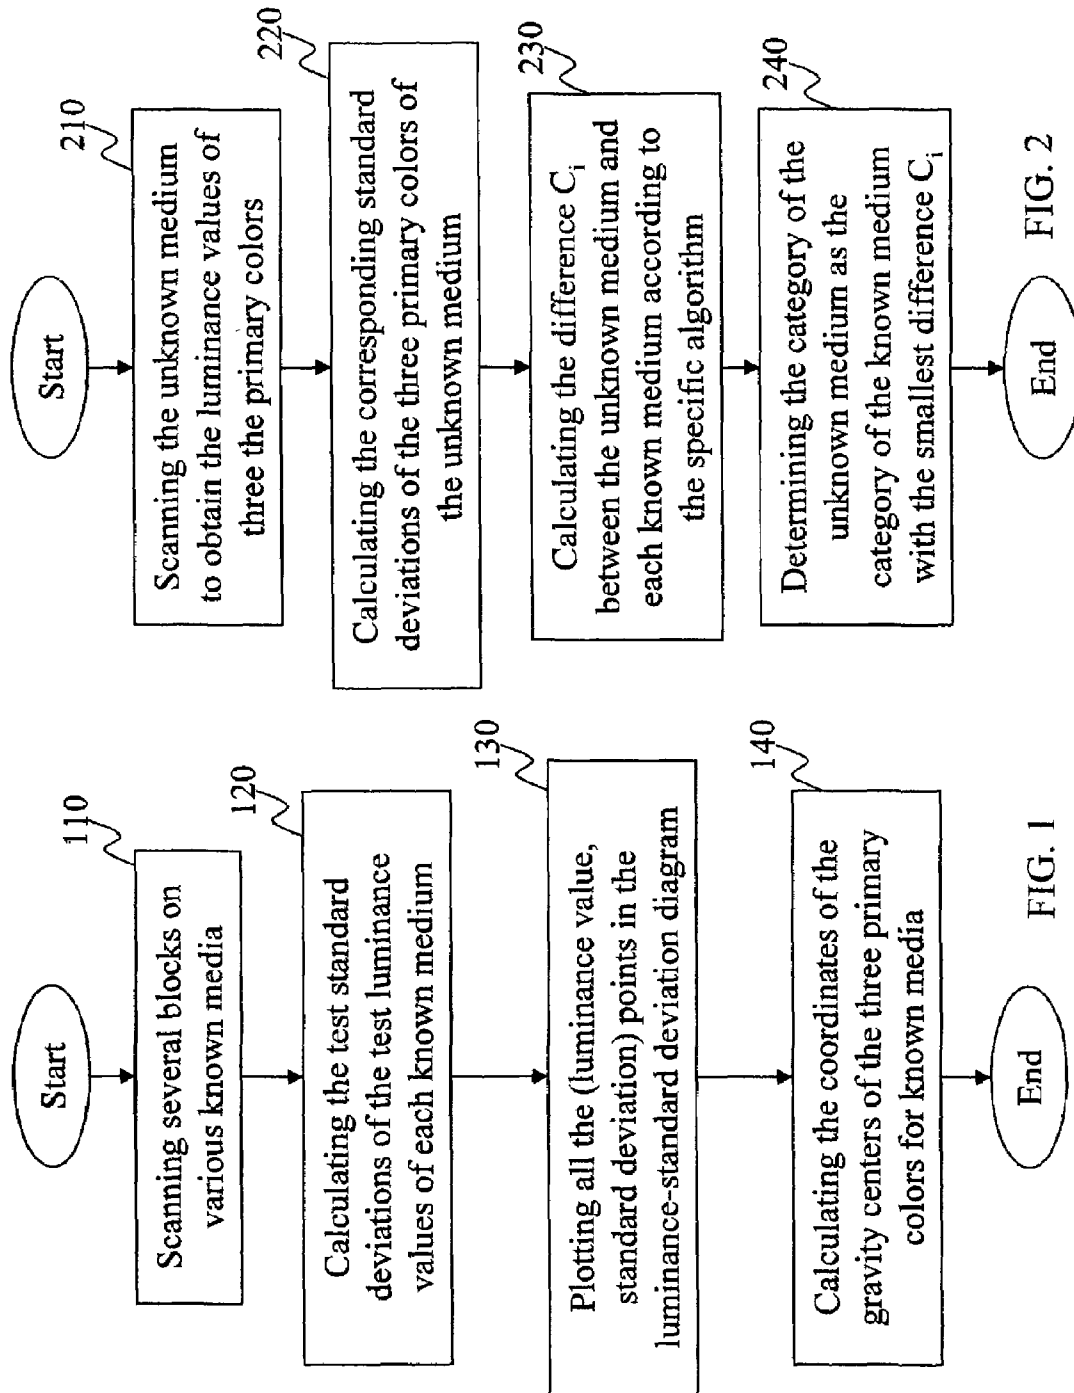 Start
110
Scanning several blocks on
various known media
120
Calculating the test standard
deviations of the test luminance
values of each known medium
130
Plotting all the (luminance value,
standard deviation) points in the
luminance-standard deviation diagram
140
Calculating the coordinates of the
gravity centers of the three primary
colors for known media
End
FIG. 1
Start
210
Scanning the unknown medium
to obtain the luminance values of
three the primary colors
220
Calculating the corresponding standard
deviations of the three primary colors of
the unknown medium
230
Calculating the difference Ci
between the unknown medium and
each known medium according to
the specific algorithm
240
Determining the category of the
unknown medium as the
category of the known medium
with the smallest difference Ci
End
FIG. 2